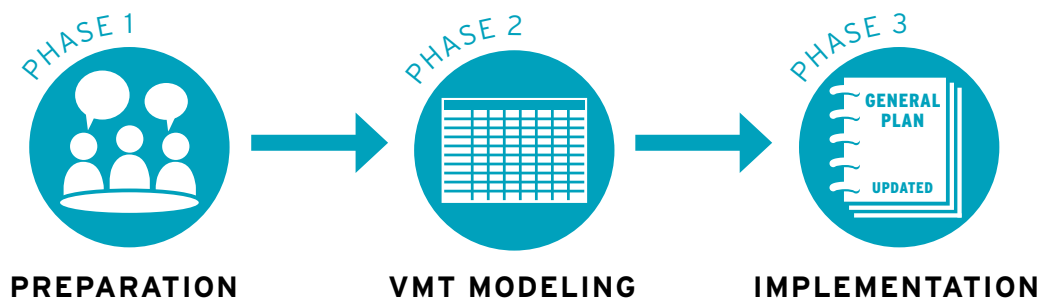 PHASE 1
PREPARATION
PHASE 2
VMT MODELING
PHASE 3
GENERAL
PLAN
UPDATED
IMPLEMENTATION